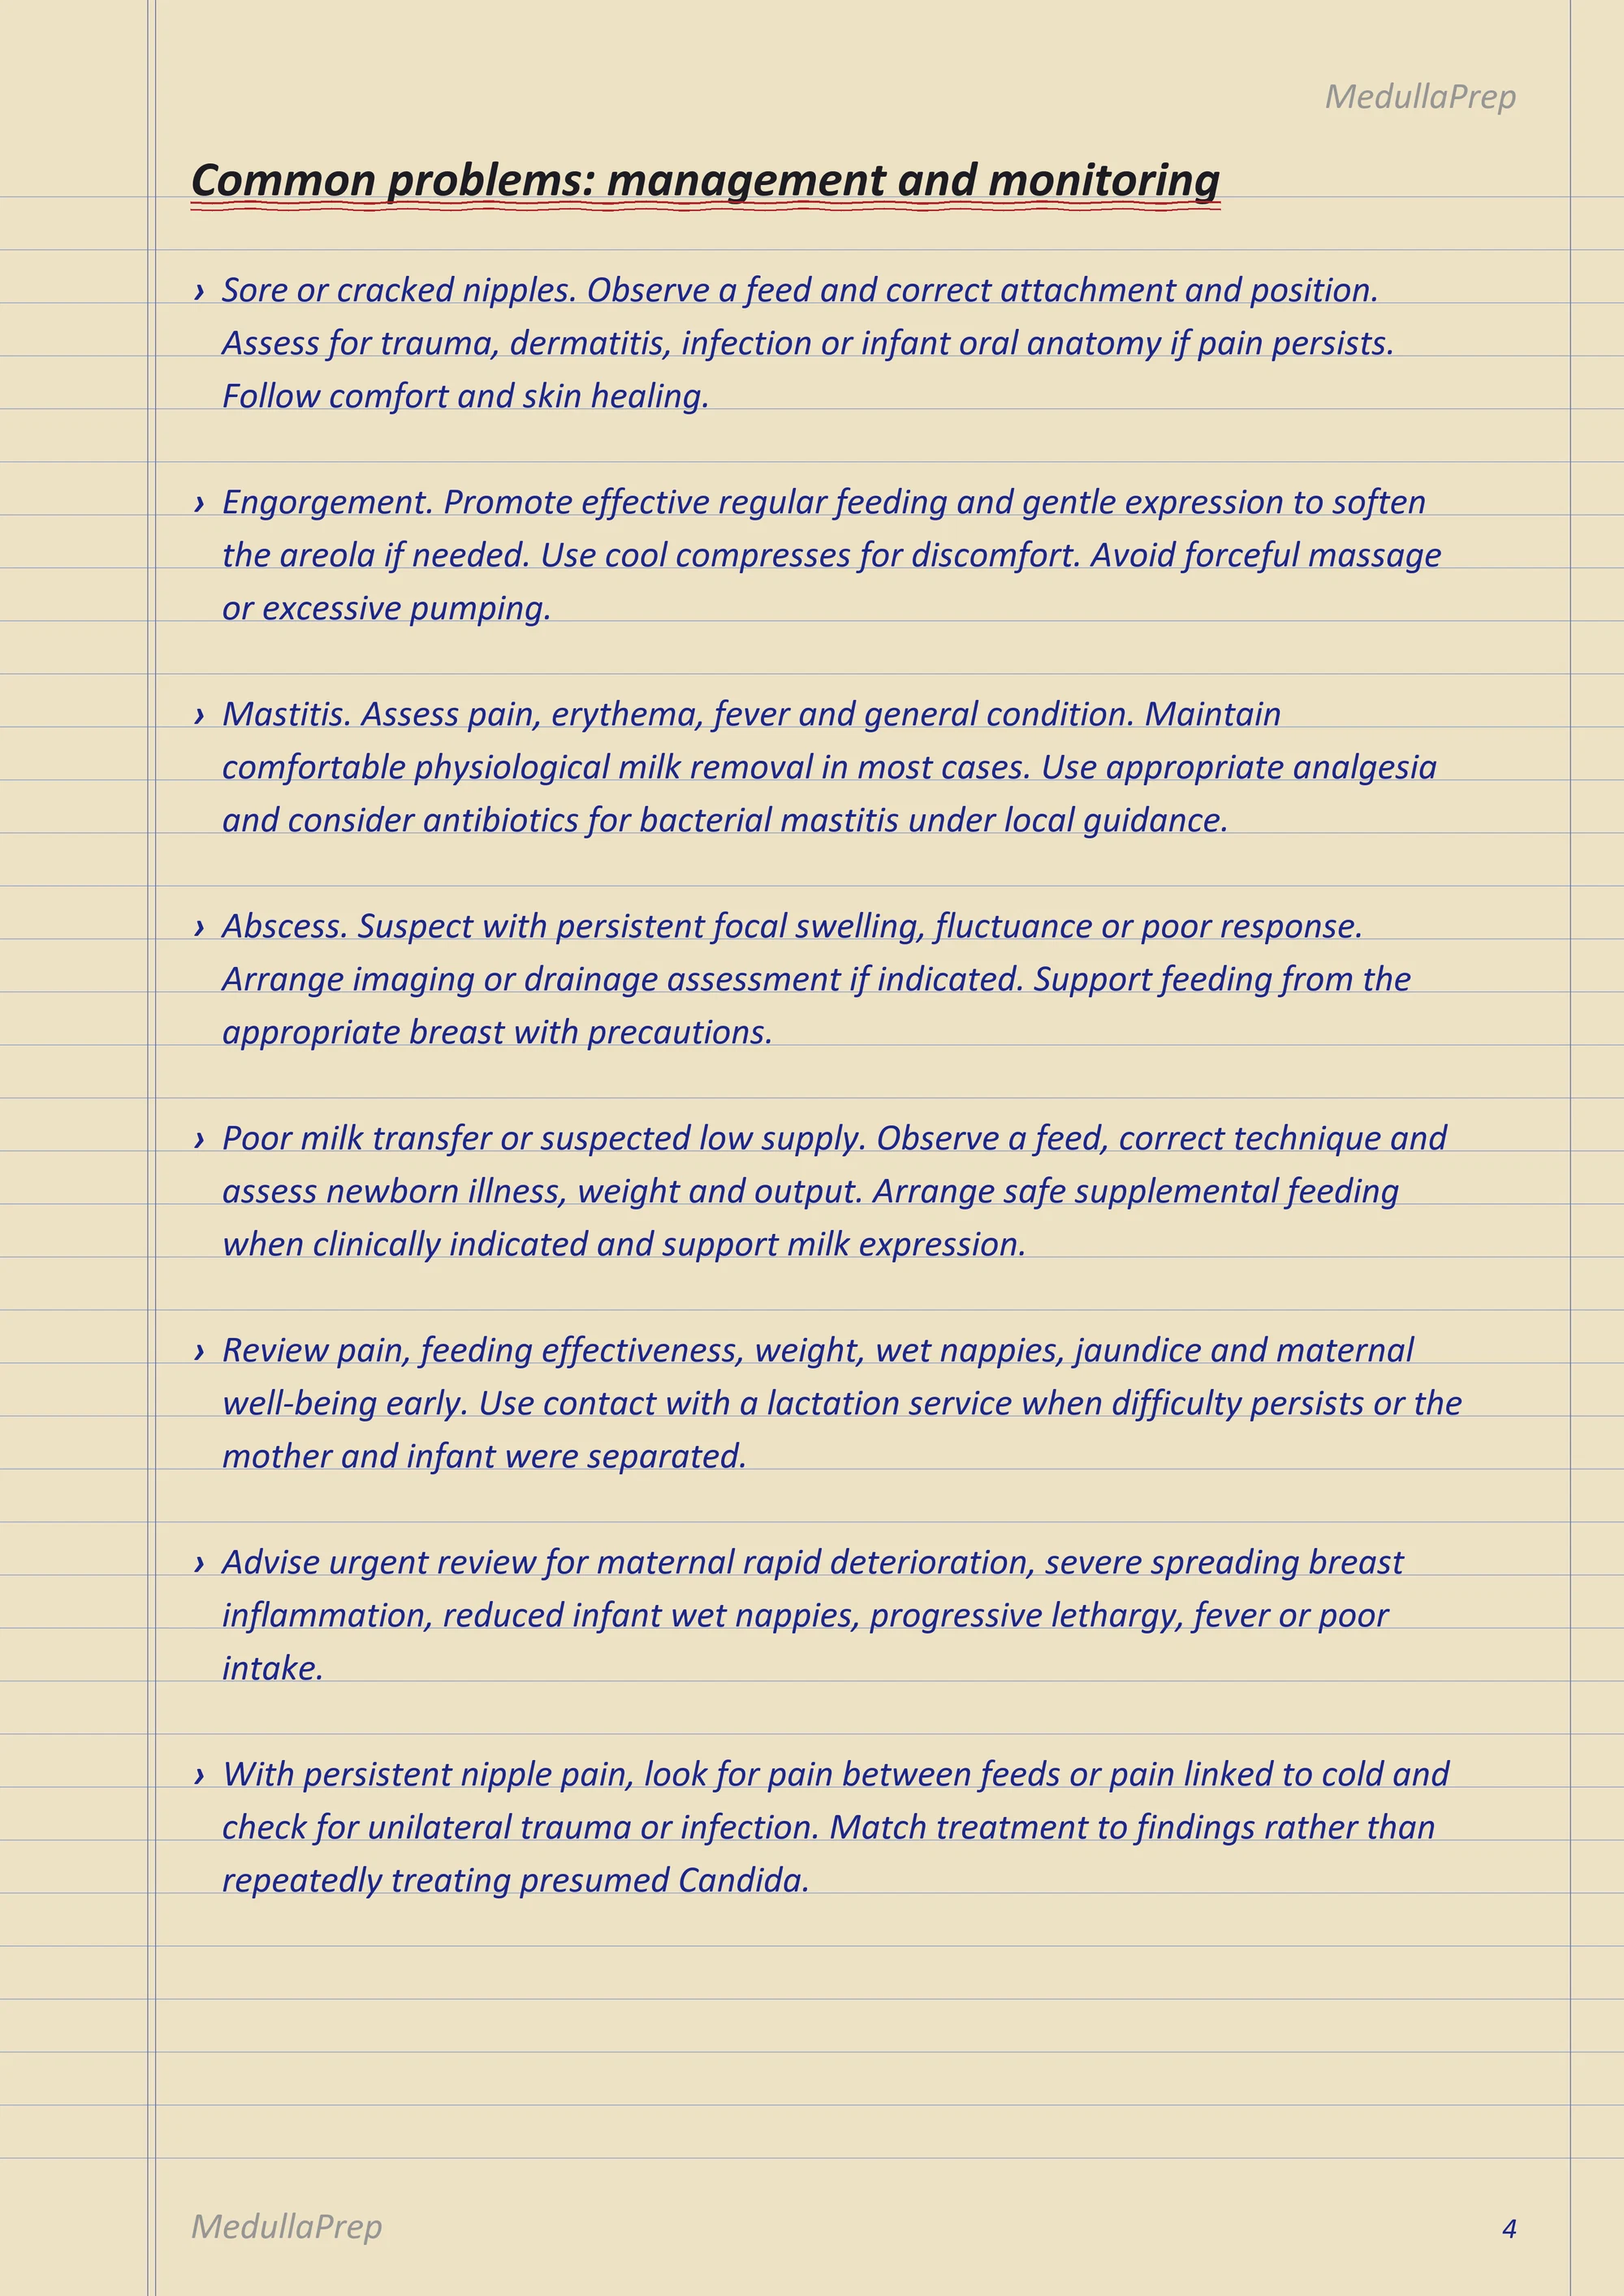 MedullaPrep
Common problems: management and monitoring
› Sore or cracked nipples. Observe a feed and correct attachment and position.
Assess for trauma, dermatitis, infection or infant oral anatomy if pain persists.
Follow comfort and skin healing.
› Engorgement. Promote effective regular feeding and gentle expression to soften
the areola if needed. Use cool compresses for discomfort. Avoid forceful massage
or excessive pumping.
› Mastitis. Assess pain, erythema, fever and general condition. Maintain
comfortable physiological milk removal in most cases. Use appropriate analgesia
and consider antibiotics for bacterial mastitis under local guidance.
› Abscess. Suspect with persistent focal swelling, fluctuance or poor response.
Arrange imaging or drainage assessment if indicated. Support feeding from the
appropriate breast with precautions.
› Poor milk transfer or suspected low supply. Observe a feed, correct technique and
assess newborn illness, weight and output. Arrange safe supplemental feeding
when clinically indicated and support milk expression.
› Review pain, feeding effectiveness, weight, wet nappies, jaundice and maternal
well-being early. Use contact with a lactation service when difficulty persists or the
mother and infant were separated.
› Advise urgent review for maternal rapid deterioration, severe spreading breast
inflammation, reduced infant wet nappies, progressive lethargy, fever or poor
intake.
› With persistent nipple pain, look for pain between feeds or pain linked to cold and
check for unilateral trauma or infection. Match treatment to findings rather than
repeatedly treating presumed Candida.
MedullaPrep
4